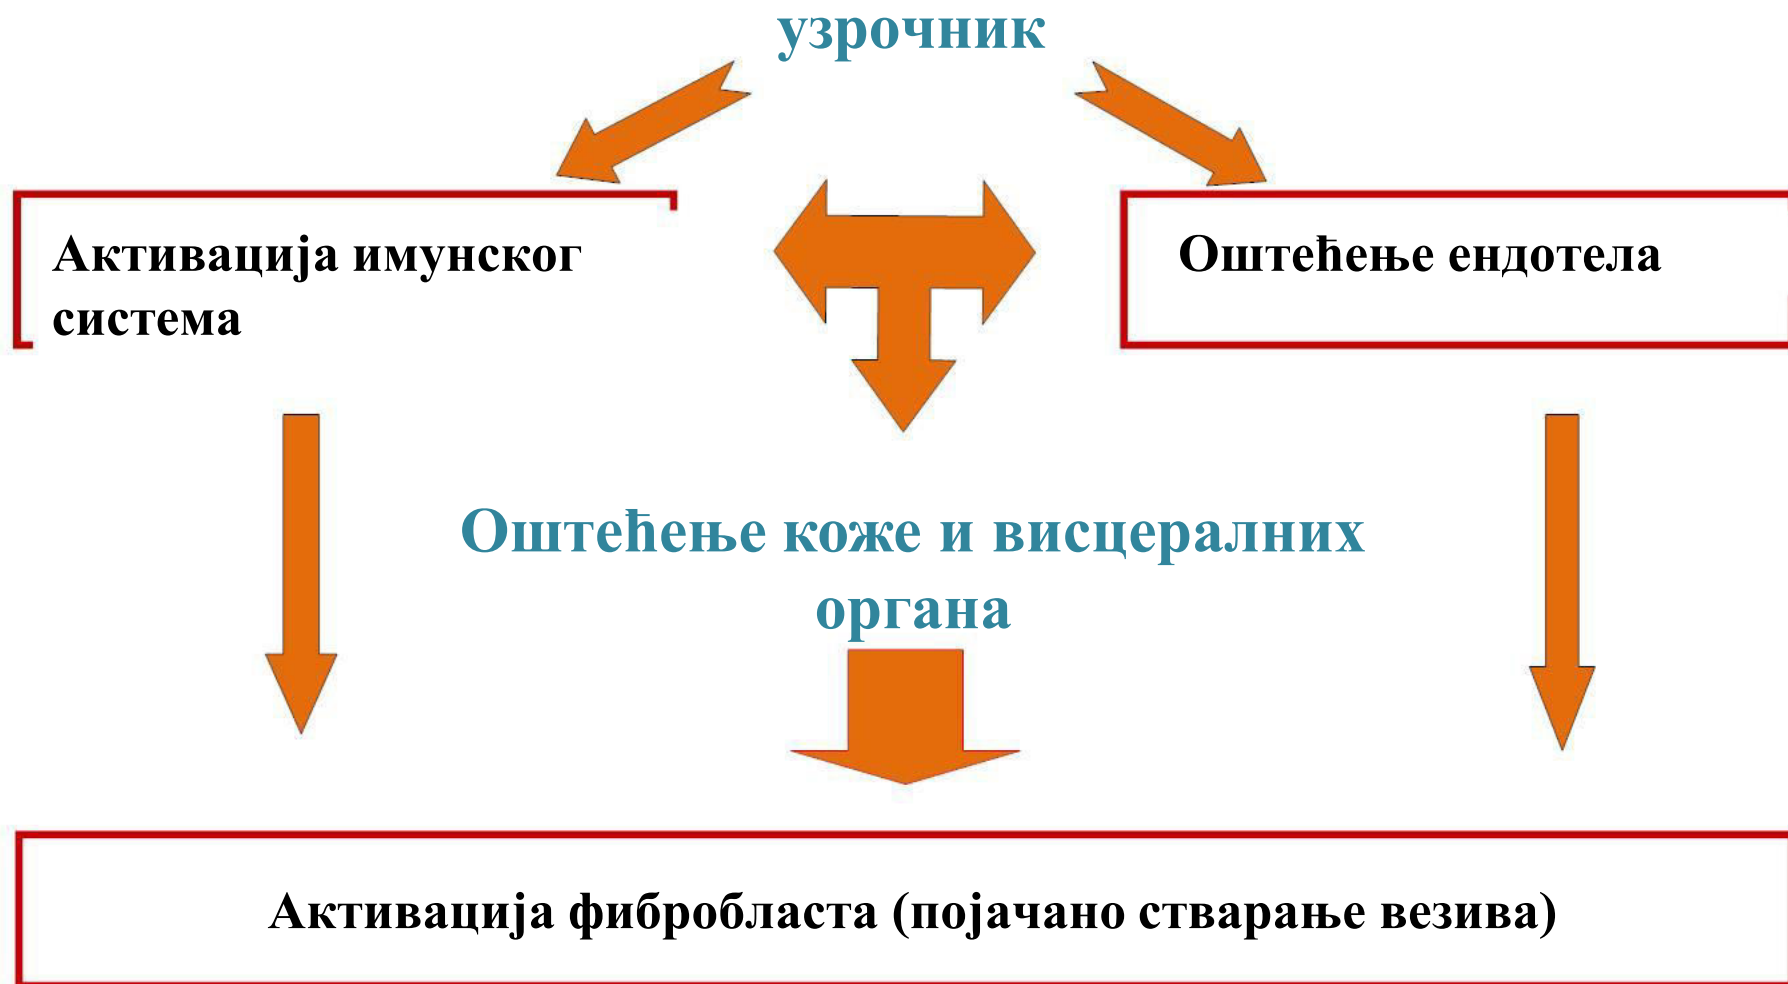 узрочник
Активација имунског
система
Оштећење ендотела
Оштећење коже и висцералних
органа
Активација фибробласта (појачано стварање везива)